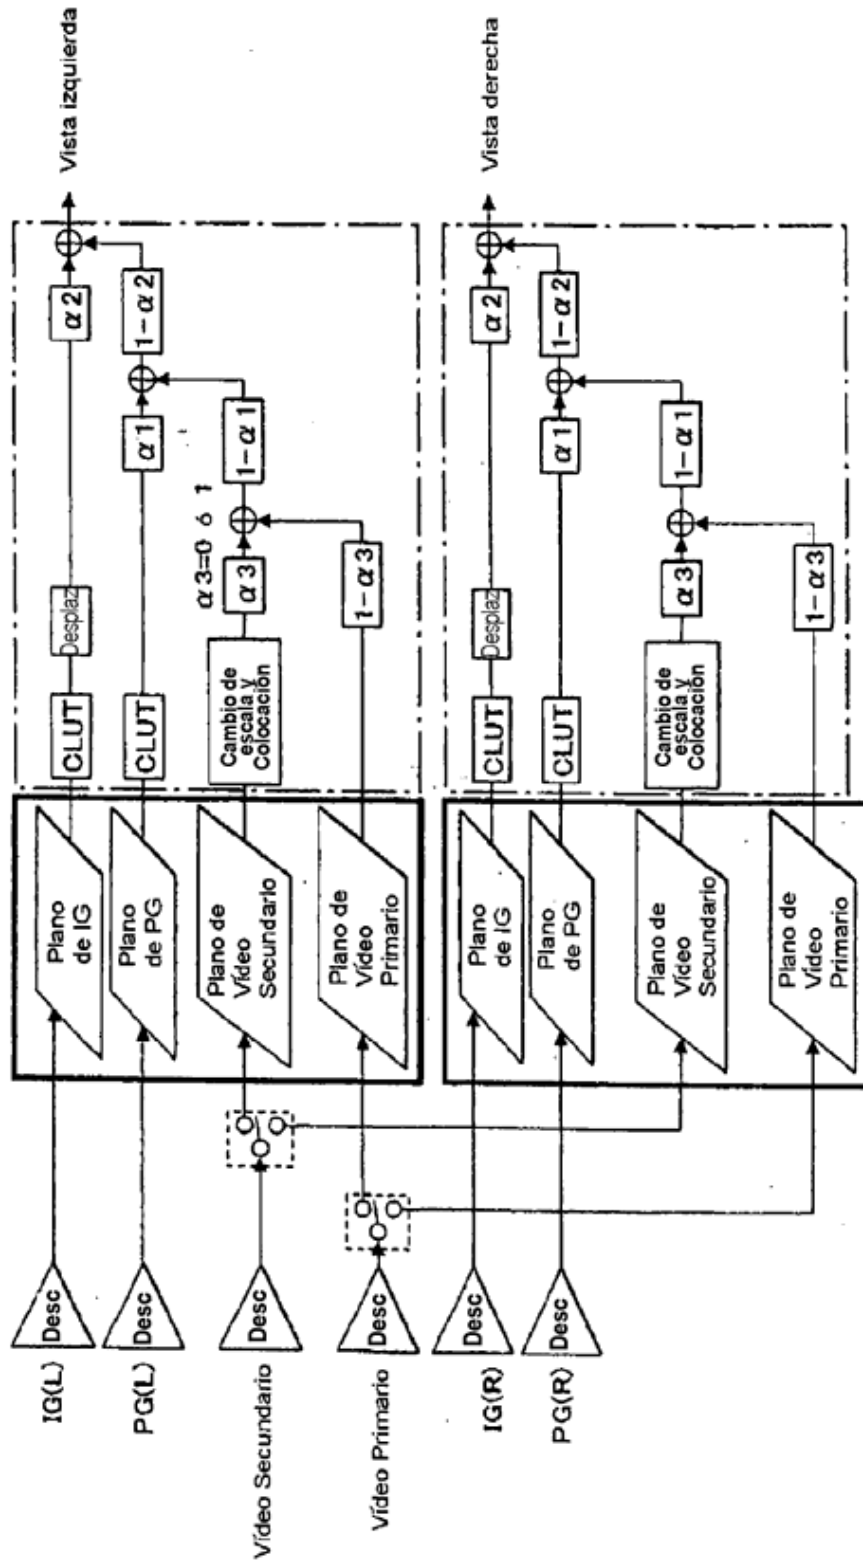 IG(L)
Desc
PG(L)
Desc
Vídeo Secundario
Desc
Vídeo Primario
Desc
IG(R)
Desc
PG(R)
Desc
Plano
de IG
Plano
de PG
Plano de
Vídeo
Secundario
Plano de
Vídeo
Primario
CLUT
Desplaz
α2
CLUT
α1
1-α2
Cambio de
escala y
Colocación
α3=0 ó 1
α3
1-α1
1-α3
Vista izquierda
Plano
de IG
Plano
de PG
Plano de
Vídeo
Secundario
Plano de
Vídeo
Primario
CLUT
Desplaz
α2
CLUT
α1
1-α2
Cambio de
escala y
Colocación
α3
1-α1
1-α3
Vista derecha